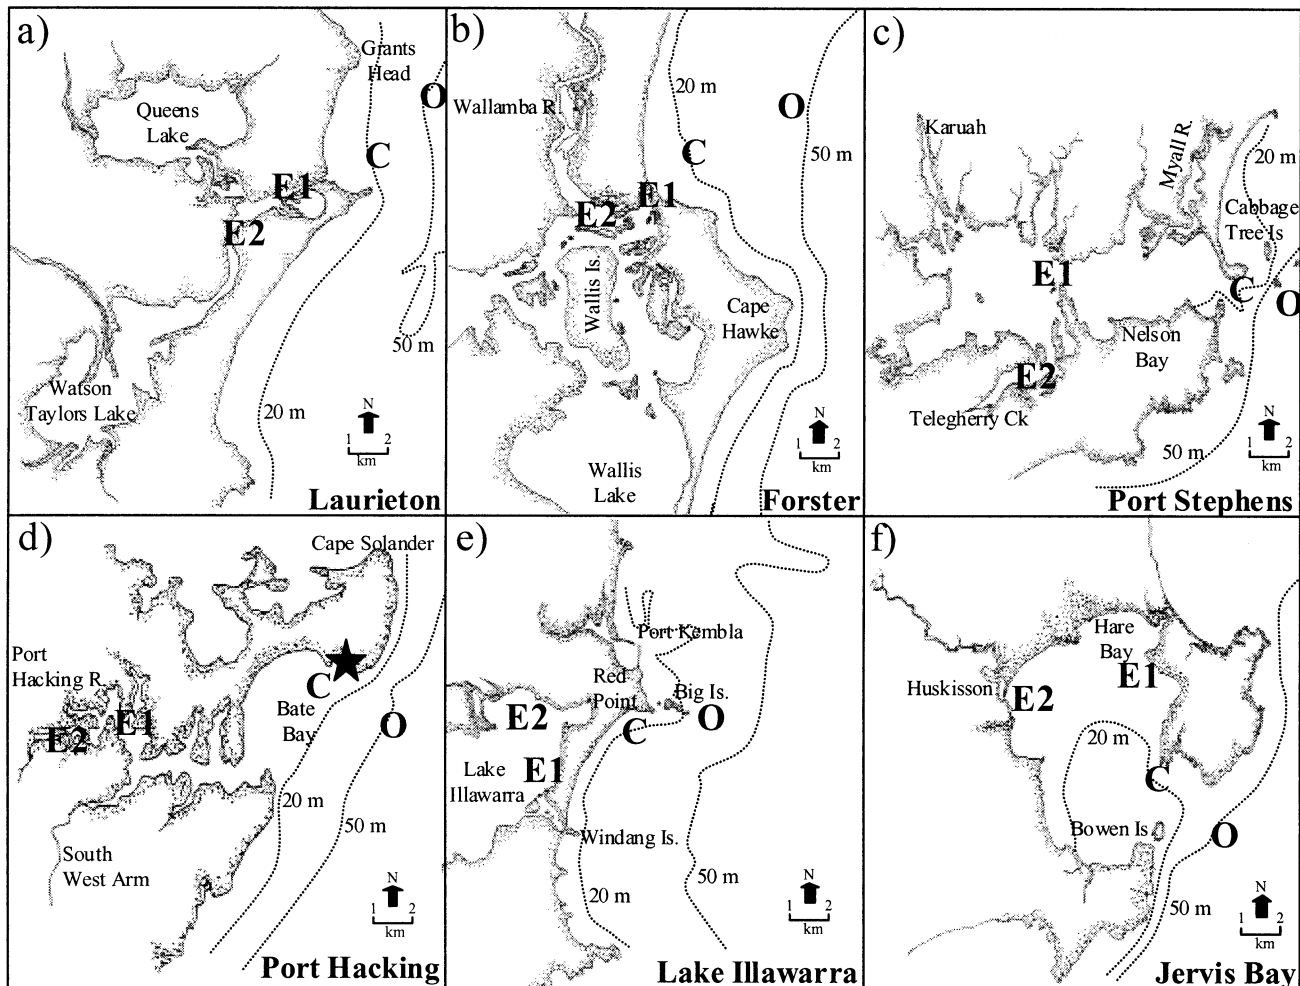 a)
Grants
Head
Queens
Lake
O
C
E1
E2
50 m
Watson
Taylors Lake
20 m
N
1 2
km
Laurieton
b)
20 m
Wallamba R.
O
C
50 m
E1
E2
Wallis Is.
Cape
Hawke
Wallis
Lake
N
1 2
km
Forster
c)
Karuah
Myall R.
20 m
Cabbage
Tree Is
E1
C
O
Nelson
Bay
E2
Telegherry Ck
50 m
N
1 2
km
Port Stephens
d)
Cape Solander
Port
Hacking R.
C
Bate
Bay
O
E1
E2
20 m
50 m
South
West Arm
N
1 2
km
Port Hacking
e)
Port Kembla
Red
Point
Big Is.
E2
C
O
E1
Lake
Illawarra
Windang Is.
20 m
50 m
N
1 2
km
Lake Illawarra
f)
Hare
Bay
E1
Huskisson
E2
20 m
C
Bowen Is.
O
50 m
N
1 2
km
Jervis Bay